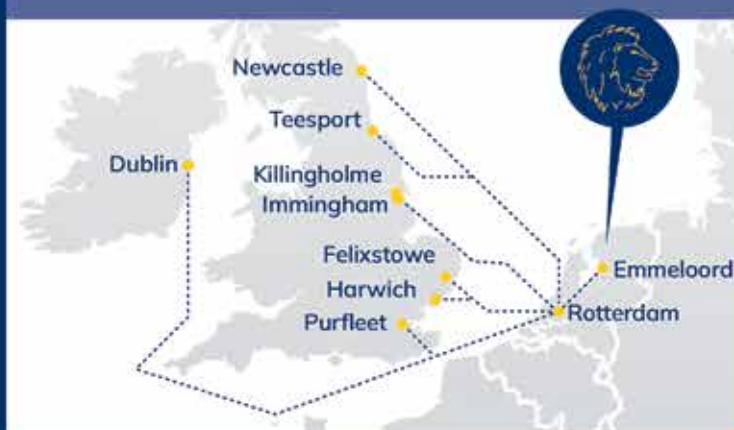 Newcastle
Teesport
Dublin
Killingholme
Immingham
Felixstowe
Emmeloord
Harwich
Rotterdam
Purfleet